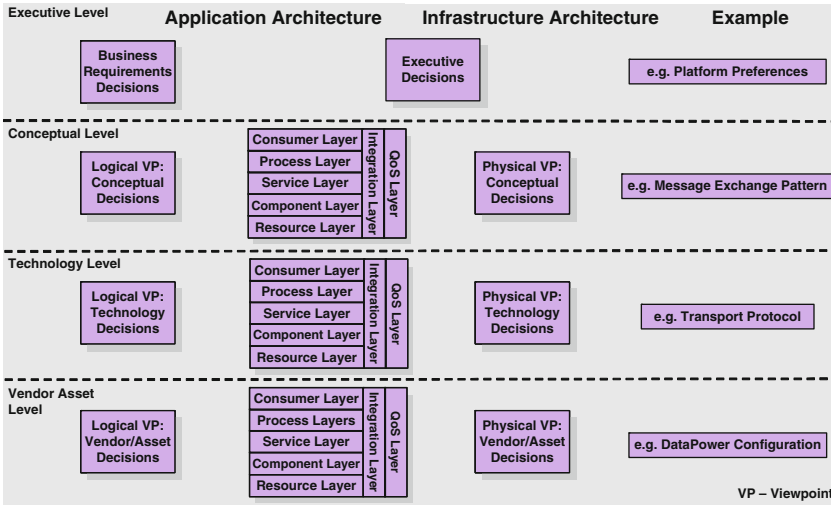 Executive Level
Application Architecture
Infrastructure Architecture
Example
Business
Requirements
Decisions
Executive
Decisions
e.g. Platform Preferences
Conceptual Level
Logical VP:
Conceptual
Decisions
Consumer Layer
Process Layer
Service Layer
Component Layer
Resource Layer
Integration Layer
QoS Layer
Physical VP:
Conceptual
Decisions
e.g. Message Exchange Pattern
Technology Level
Logical VP:
Technology
Decisions
Consumer Layer
Process Layer
Service Layer
Component Layer
Resource Layer
Integration Layer
QoS Layer
Physical VP:
Technology
Decisions
e.g. Transport Protocol
Vendor Asset
Level
Logical VP:
Vendor/Asset
Decisions
Consumer Layer
Process Layers
Service Layer
Component Layer
Resource Layer
Integration Layer
QoS Layer
Physical VP:
Vendor/Asset
Decisions
e.g. DataPower Configuration
VP – Viewpoint